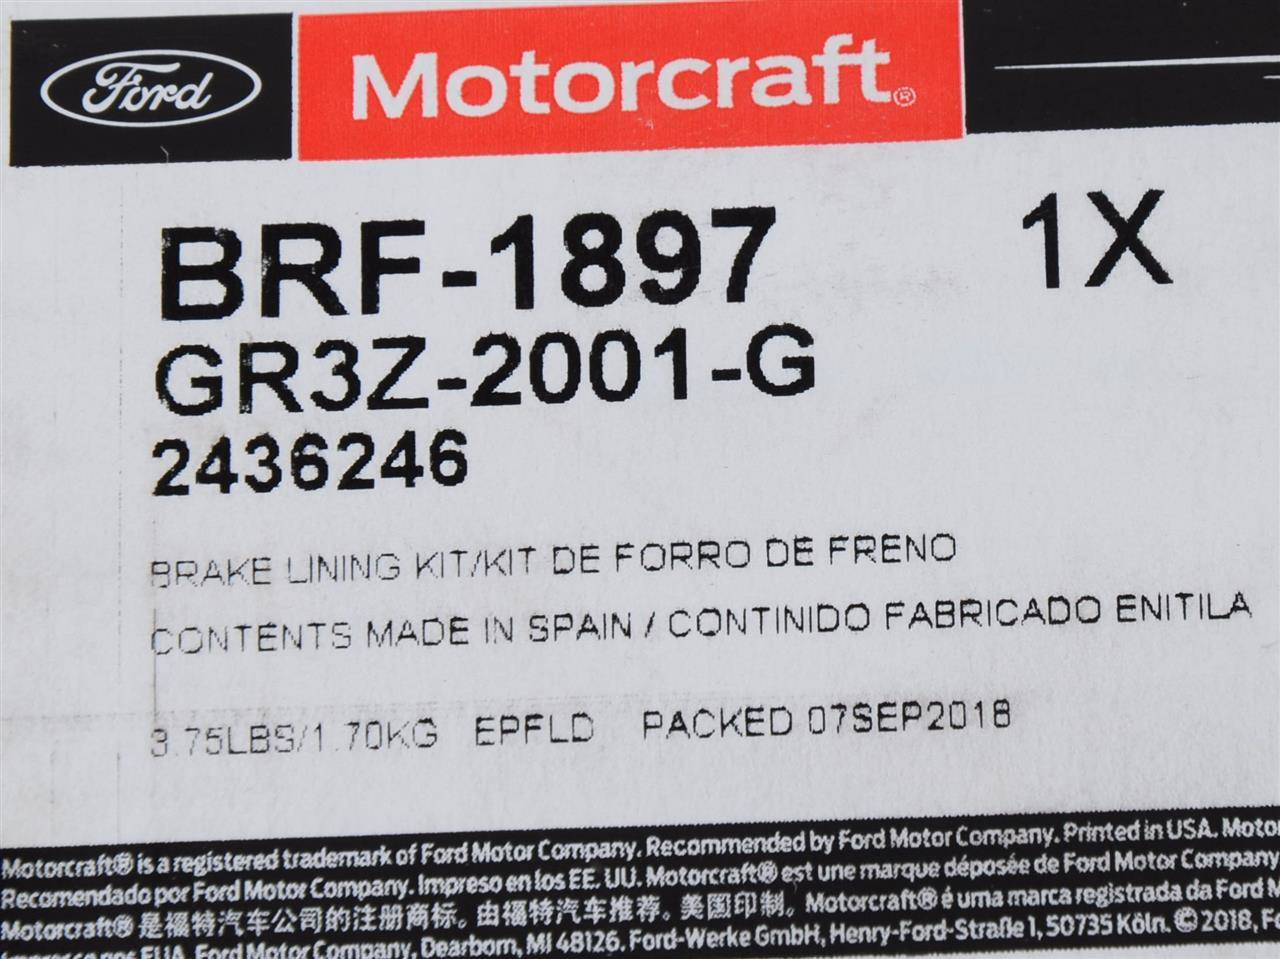 Ford Motorcraft®
BRF-1897 1X
GR3Z-2001-G
2436246
BRAKE LINING KIT/KIT DE FORRO DE FRENO
CONTENTS MADE IN SPAIN / CONTINIDO FABRICADO ENITILA
3.75LBS/1.70KG EPFLD PACKED 07SEP2018
Motorcraft® is a registered trademark of Ford Motor Company. Recommended by Ford Motor Company. Printed in USA. Moto
Recomendado por Ford Motor Company. Impreso en los EE. UU. Motorcraft® est une marque déposée de Ford Motor Company
Motorcraft® 是福特汽车公司的注册商标。由福特汽车推荐。美国印制。 Motorcraft® é uma marca registrada da Ford M
Impresso nos EUA. Ford Motor Company, Dearborn, MI 48126. Ford-Werke GmbH, Henry-Ford-Straße 1, 50735 Köln. © 2018, Fo